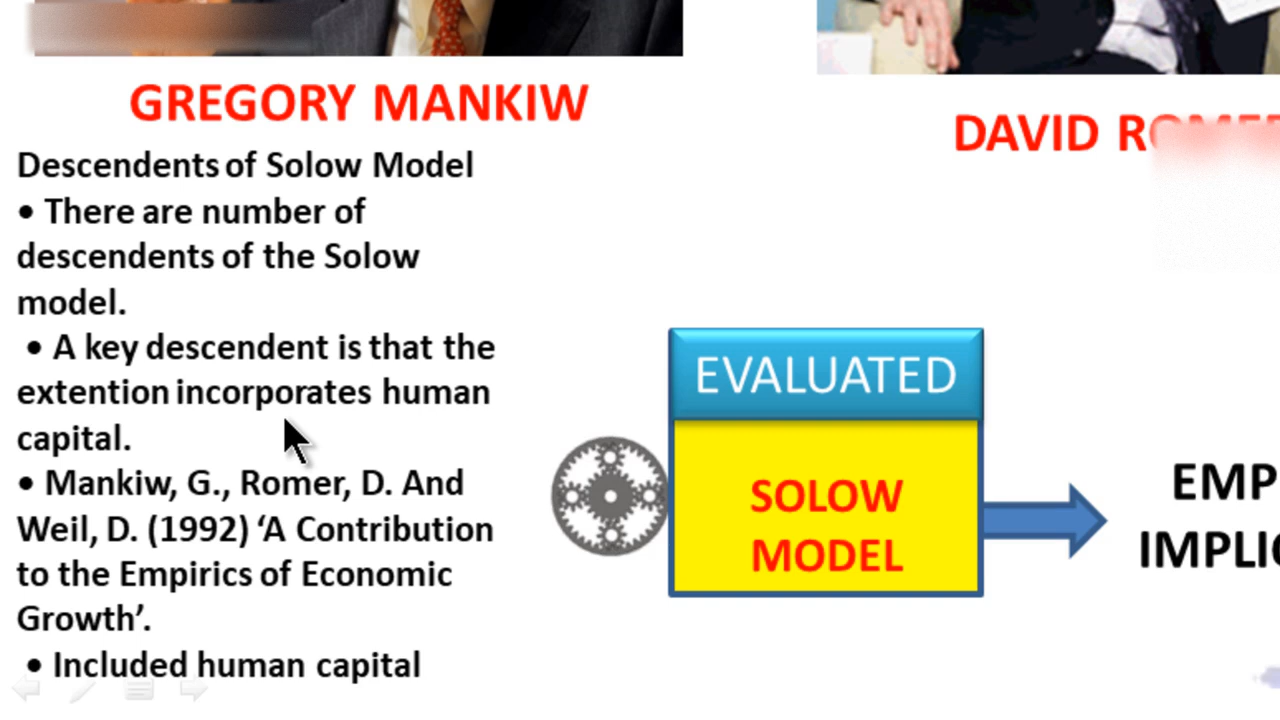 GREGORY MANKIW
DAVID
Descendents of Solow Model
• There are number of
descendents of the Solow
model.
• A key descendent is that the
extention incorporates human
capital.
• Mankiw, G., Romer, D. And
Weil, D. (1992) ‘A Contribution
to the Empirics of Economic
Growth’.
• Included human capital
EVALUATED
SOLOW
MODEL